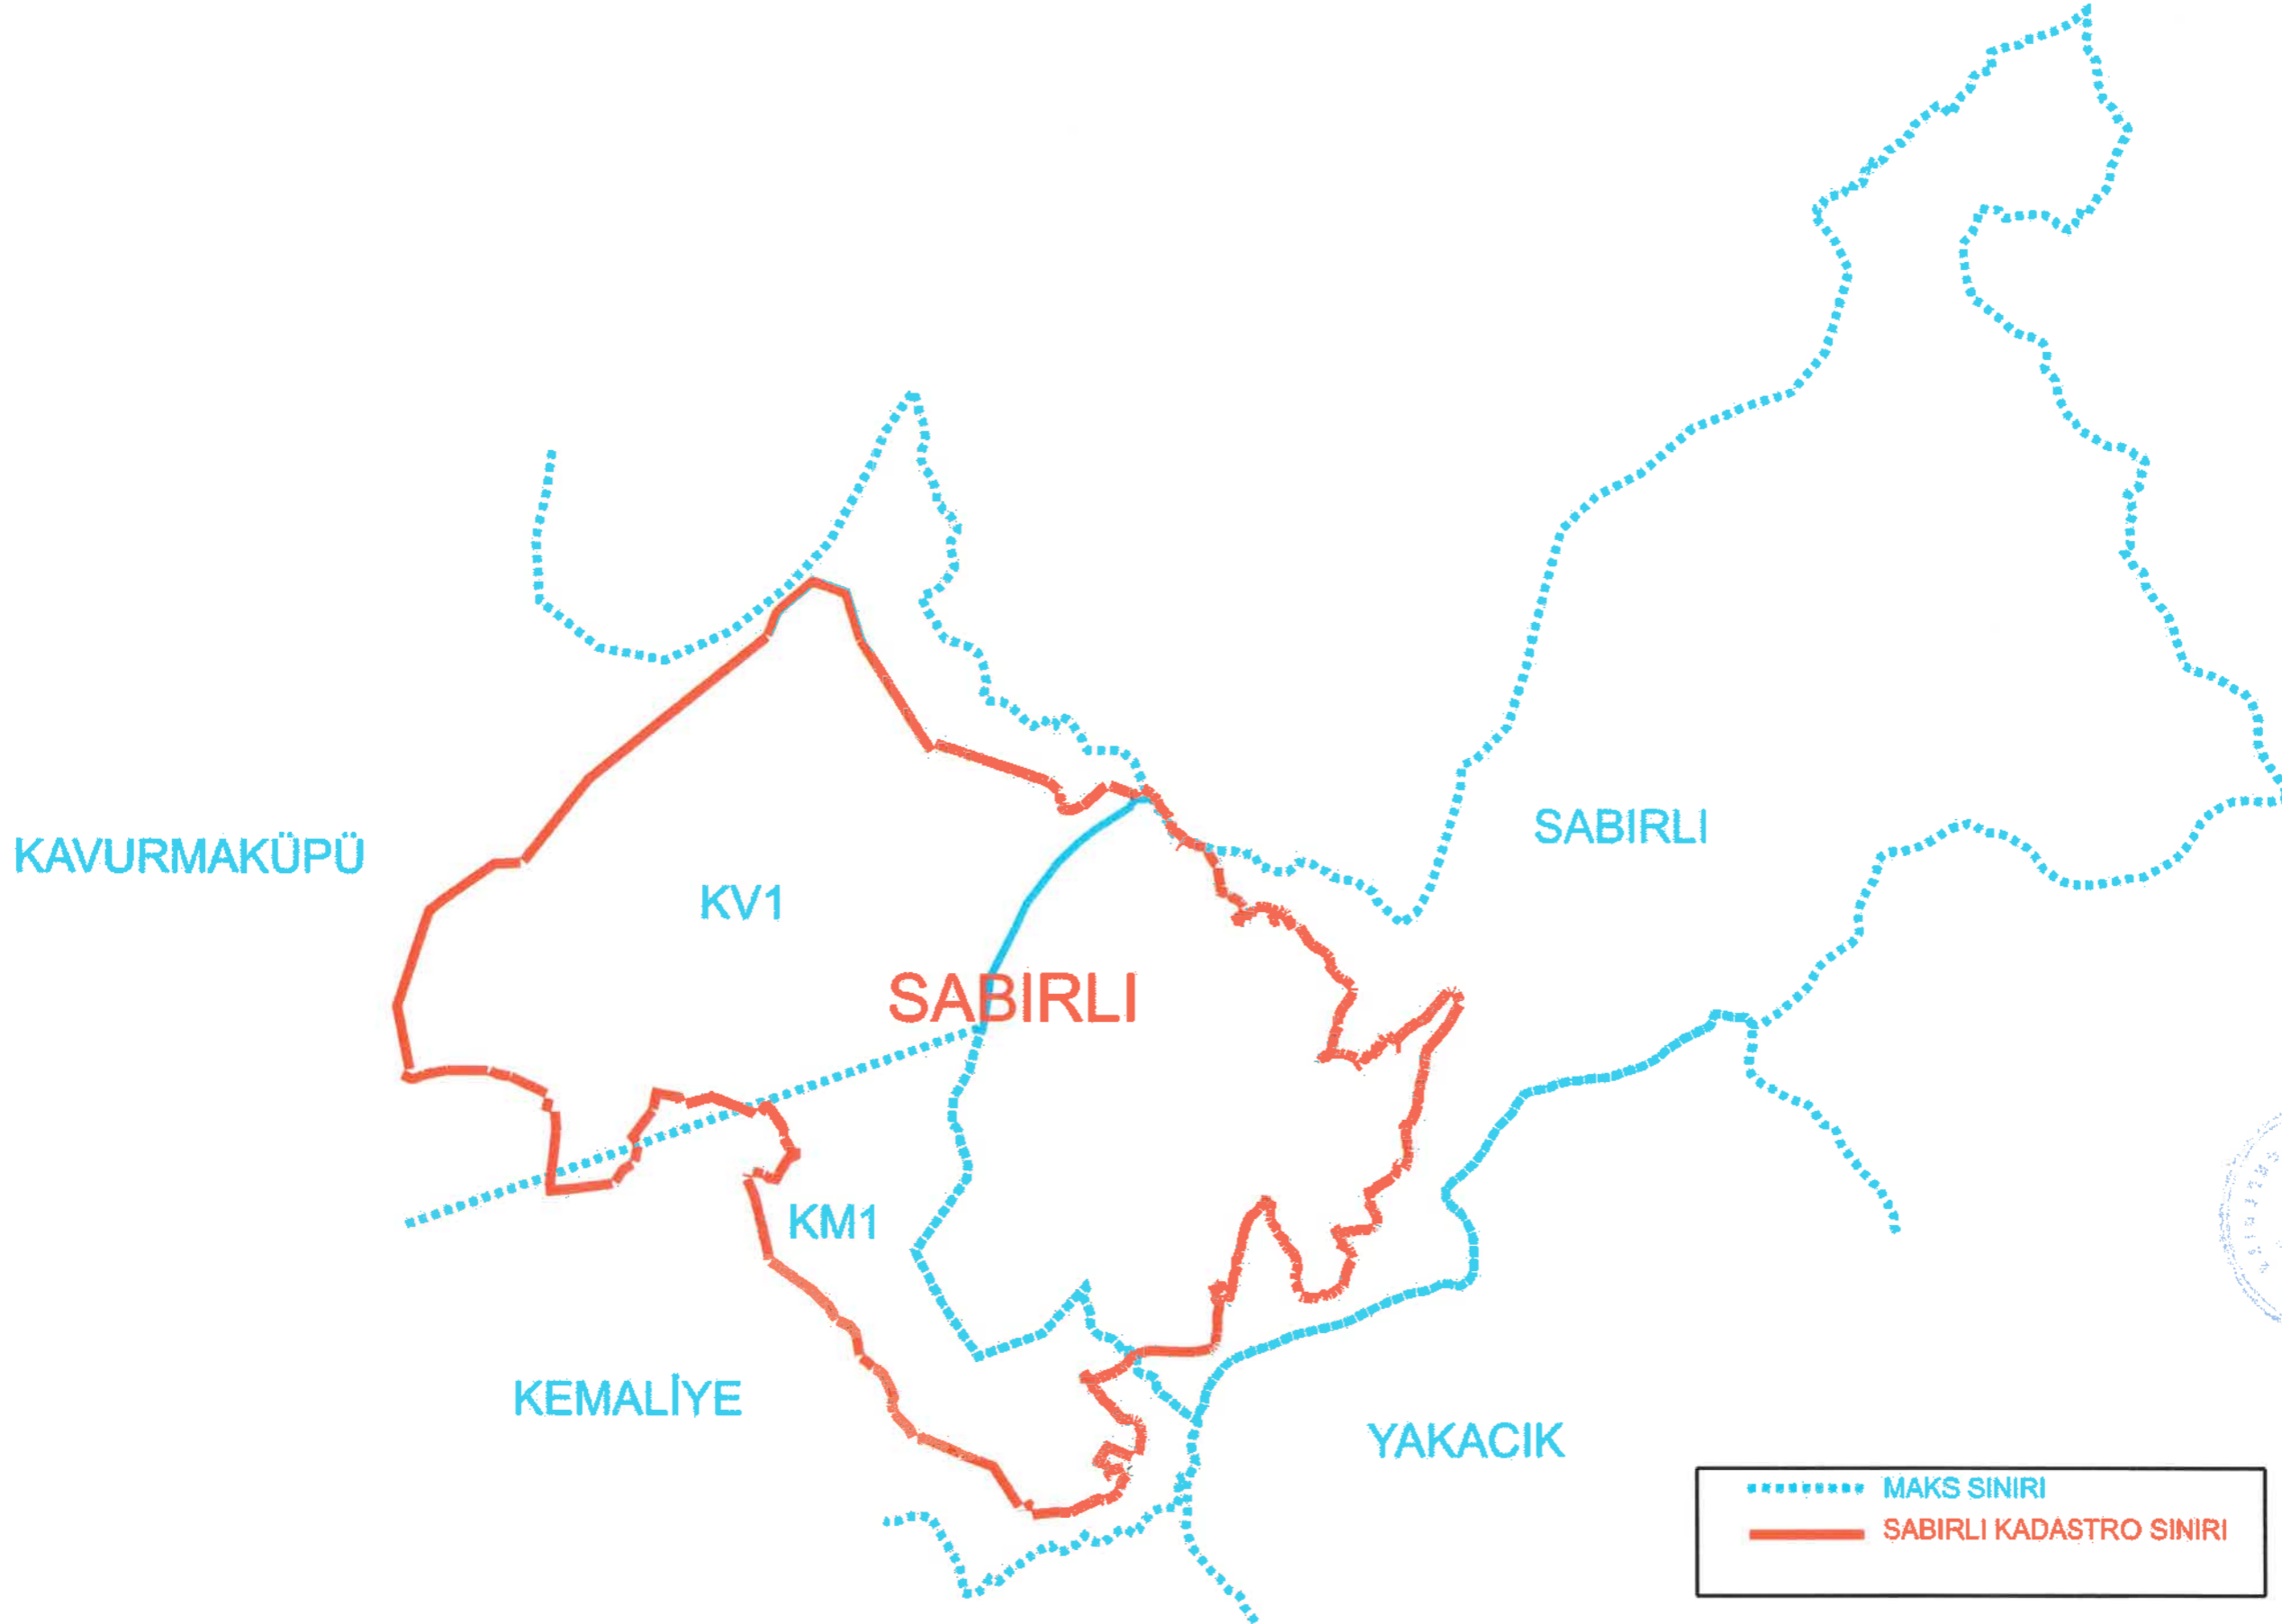 SABIRLI
KAVURMAKÜPÜ
KV1
SABIRLI
KM1
KEMALİYE
YAKACIK
MAKS SINIRI
SABIRLI KADASTRO SINIRI